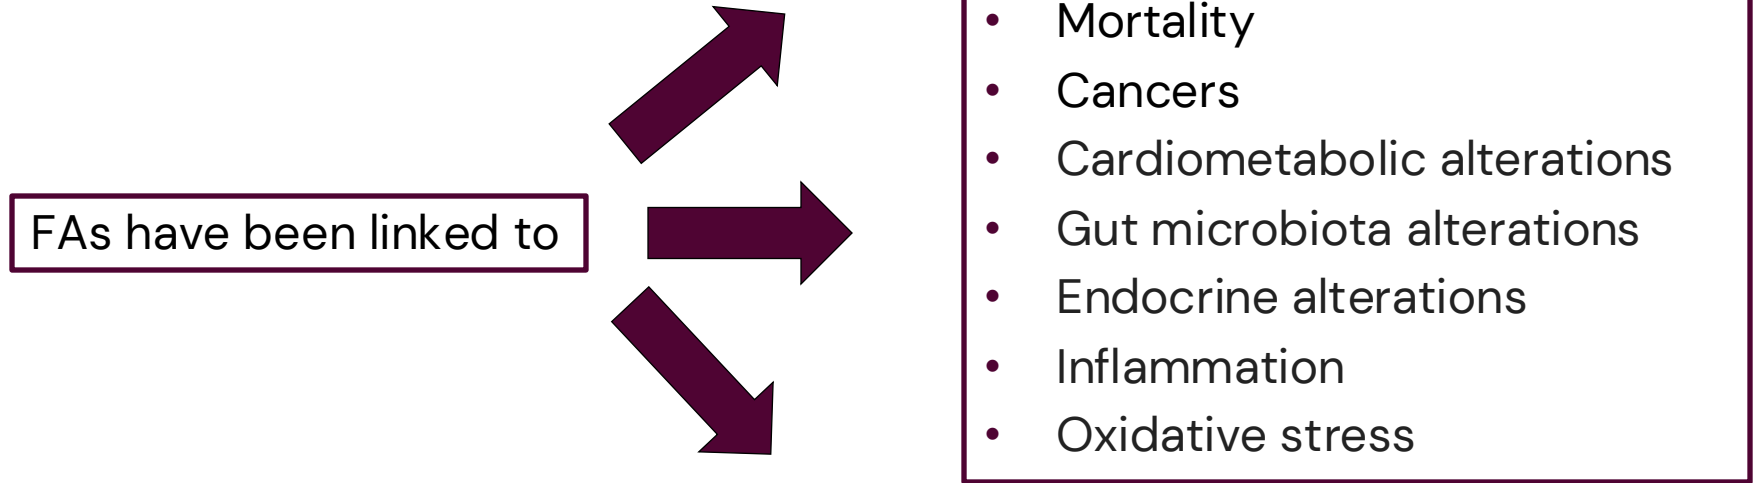 FAs have been linked to
• Mortality
• Cancers
• Cardiometabolic alterations
• Gut microbiota alterations
• Endocrine alterations
• Inflammation
• Oxidative stress